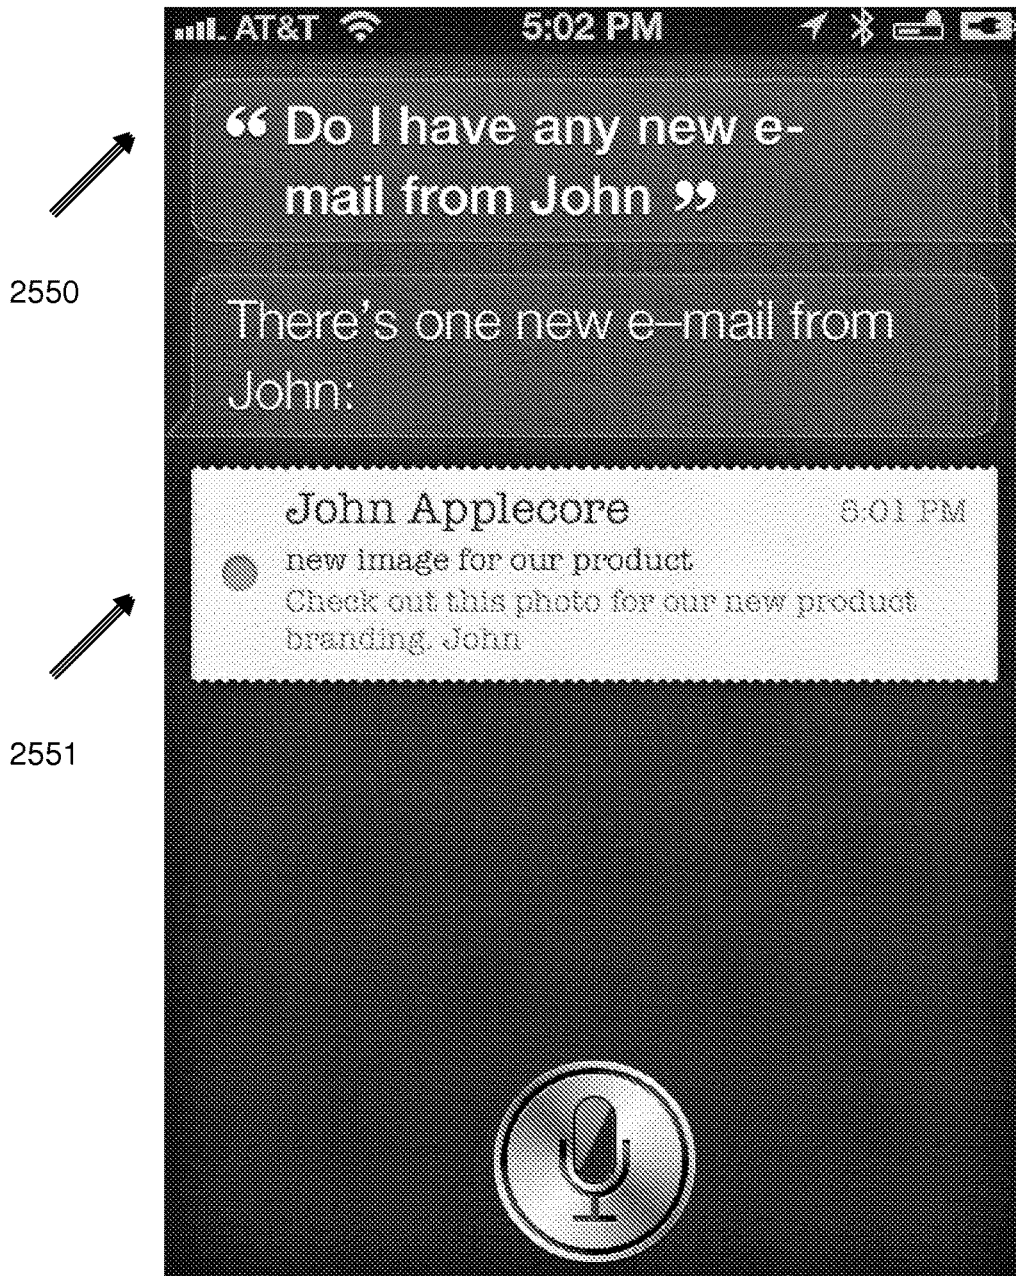 AT&T 5:02 PM
“ Do I have any new e-
mail from John ”
2550
There's one new e–mail from
John:
John Applecore 5:01 PM
new image for our product
Check out this photo for our new product
branding. John
2551